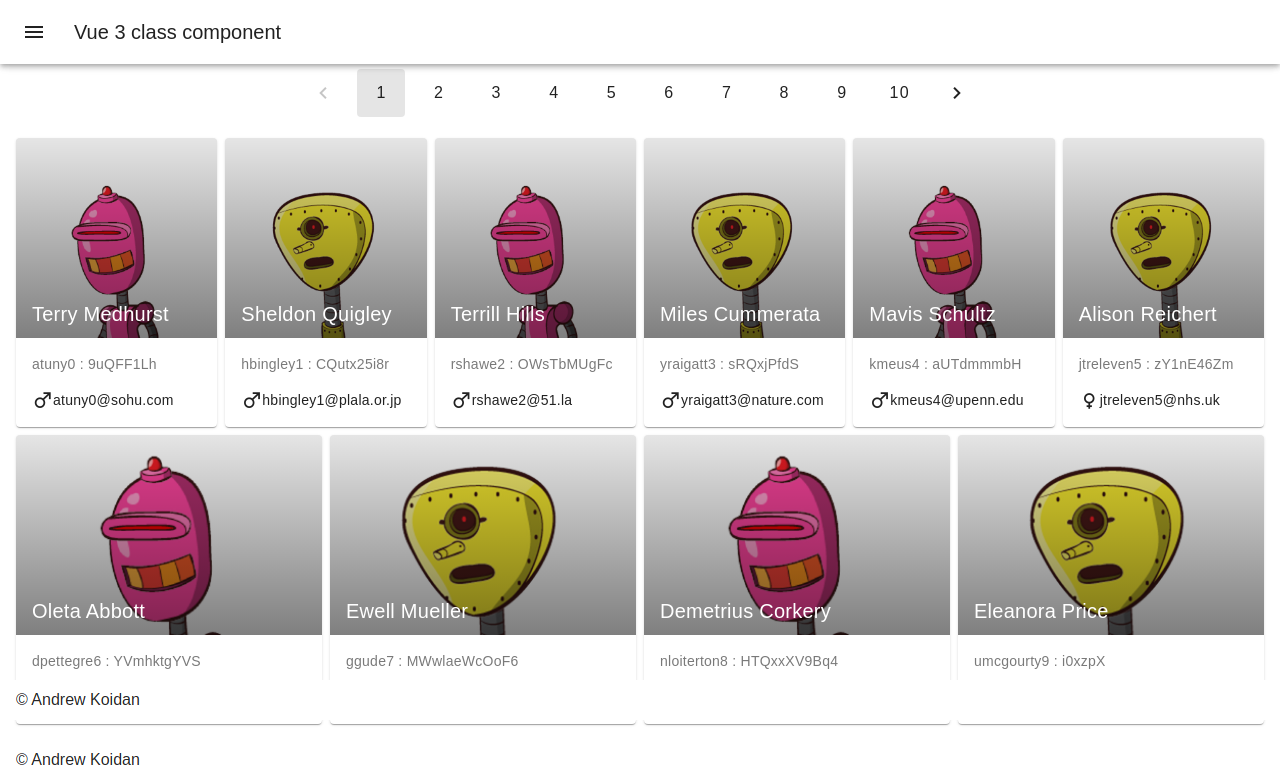 Vue 3 class component
1 2 3 4 5 6 7 8 9 10
Terry Medhurst Sheldon Quigley Terrill Hills Miles Cummerata Mavis Schultz Alison Reichert
atuny0 : 9uQFF1Lh hbingley1 : CQutx25i8r rshawe2 : OWsTbMUgFc yraigatt3 : sRQxjPfdS kmeus4 : aUTdmmmbH jtreleven5 : zY1nE46Zm
atuny0@sohu.com hbingley1@plala.or.jp rshawe2@51.la yraigatt3@nature.com kmeus4@upenn.edu jtreleven5@nhs.uk
Oleta Abbott Ewell Mueller Demetrius Corkery Eleanora Price
dpettegre6 : YVmhktgYVS ggude7 : MWwlaeWcOoF6 nloiterton8 : HTQxxXV9Bq4 umcgourty9 : i0xzpX
© Andrew Koidan
© Andrew Koidan